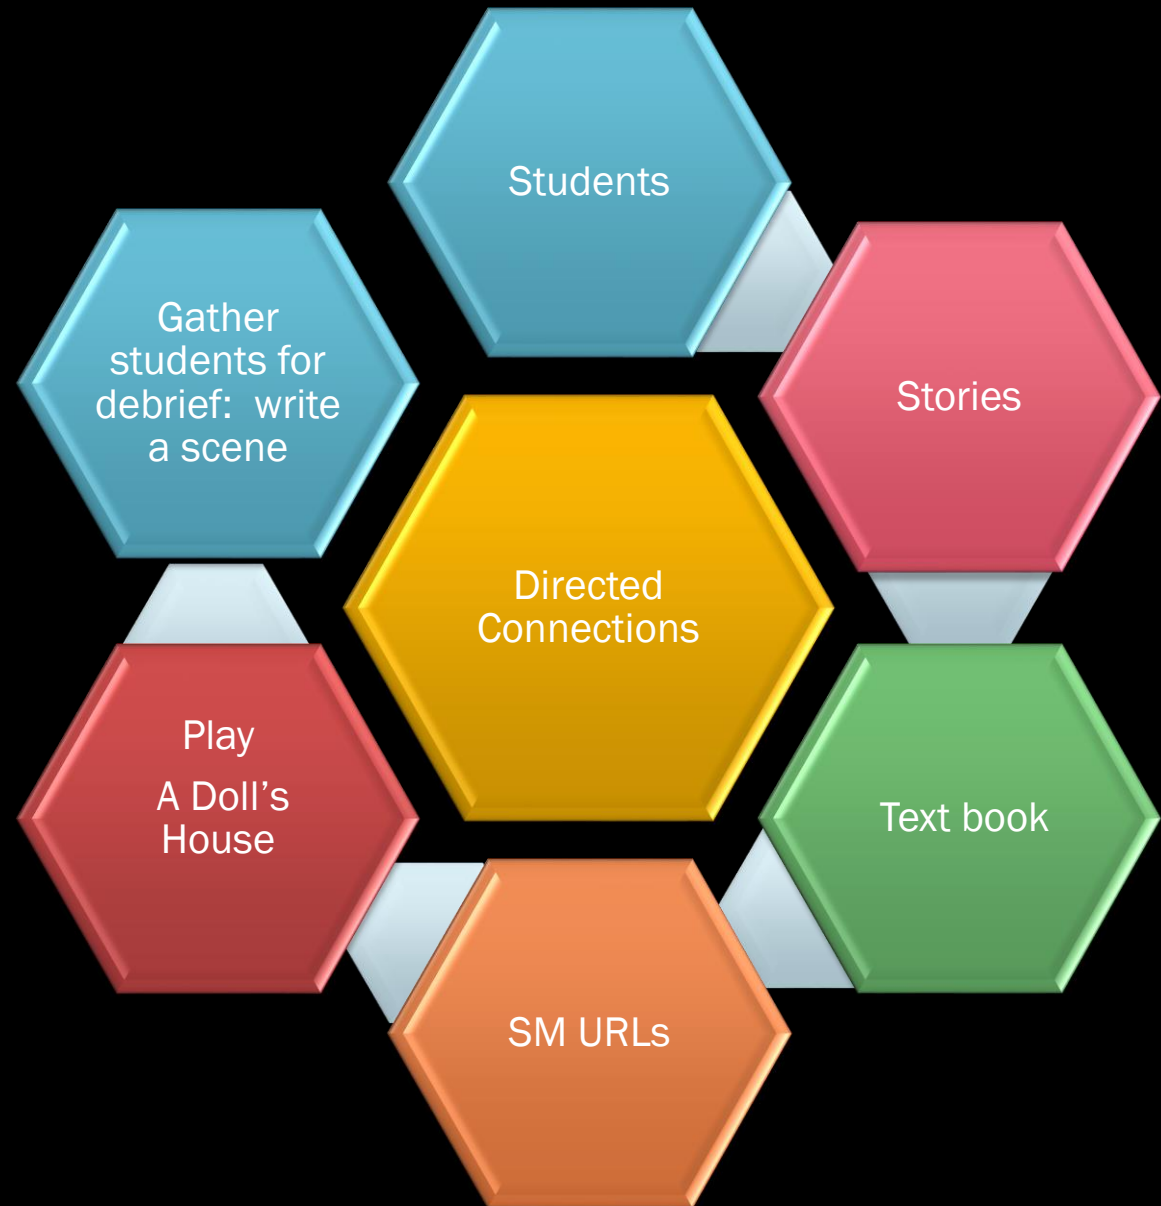 Students
Stories
Text book
SM URLs
Play
A Doll’s
House
Gather
students for
debrief:  write
a scene
Directed
Connections